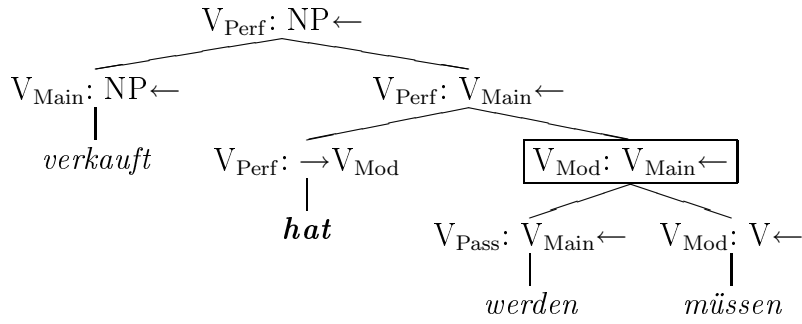 V_Perf: NP←
V_Main: NP← V_Perf: V_Main←
verkauft V_Perf: →V_Mod V_Mod: V_Main←
hat V_Pass: V_Main← V_Mod: V←
werden müssen